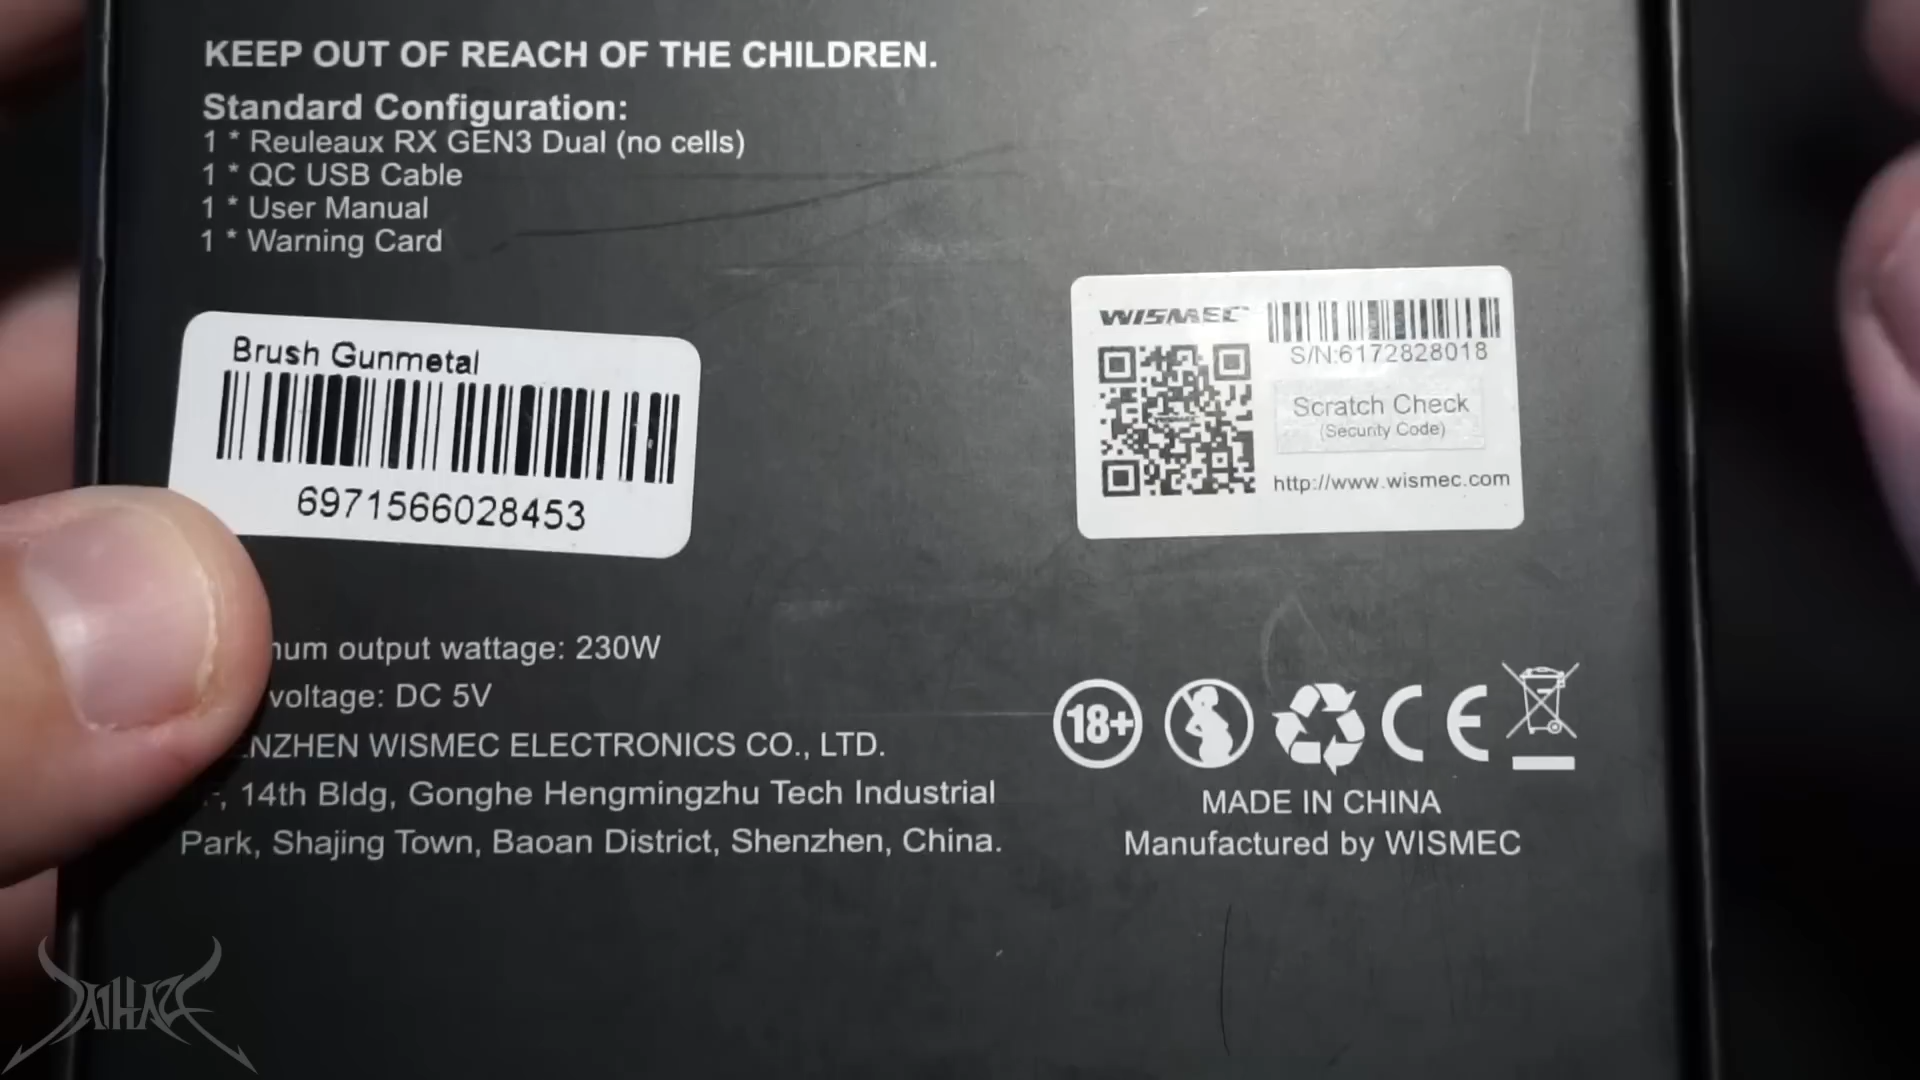 KEEP OUT OF REACH OF THE CHILDREN.
Standard Configuration:
1 * Reuleaux RX GEN3 Dual (no cells)
1 * QC USB Cable
1 * User Manual
1 * Warning Card
Brush Gunmetal
6971566028453
WISMEC
S/N:6172828018
Scratch Check
(Security Code)
http://www.wismec.com
output wattage: 230W
voltage: DC 5V
WISMEC ELECTRONICS CO., LTD.
14th Bldg, Gonghe Hengmingzhu Tech Industrial
Park, Shajing Town, Baoan District, Shenzhen, China.
18+
CE
MADE IN CHINA
Manufactured by WISMEC